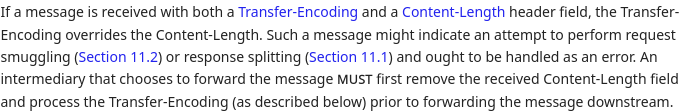 If a message is received with both a Transfer-Encoding and a Content-Length header field, the Transfer-
Encoding overrides the Content-Length. Such a message might indicate an attempt to perform request
smuggling (Section 11.2) or response splitting (Section 11.1) and ought to be handled as an error. An
intermediary that chooses to forward the message MUST first remove the received Content-Length field
and process the Transfer-Encoding (as described below) prior to forwarding the message downstream.